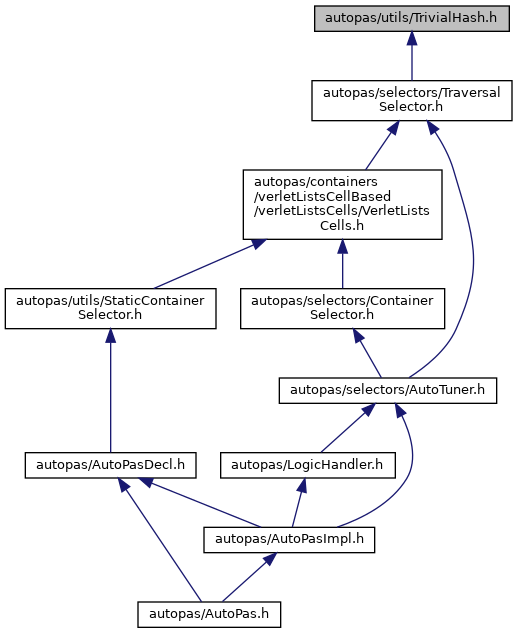 autopas/utils/TrivialHash.h
autopas/selectors/Traversal
Selector.h
autopas/containers
/verletListsCellBased
/verletListsCells/VerletLists
Cells.h
autopas/utils/StaticContainer
Selector.h
autopas/selectors/Container
Selector.h
autopas/selectors/AutoTuner.h
autopas/AutoPasDecl.h
autopas/LogicHandler.h
autopas/AutoPasImpl.h
autopas/AutoPas.h